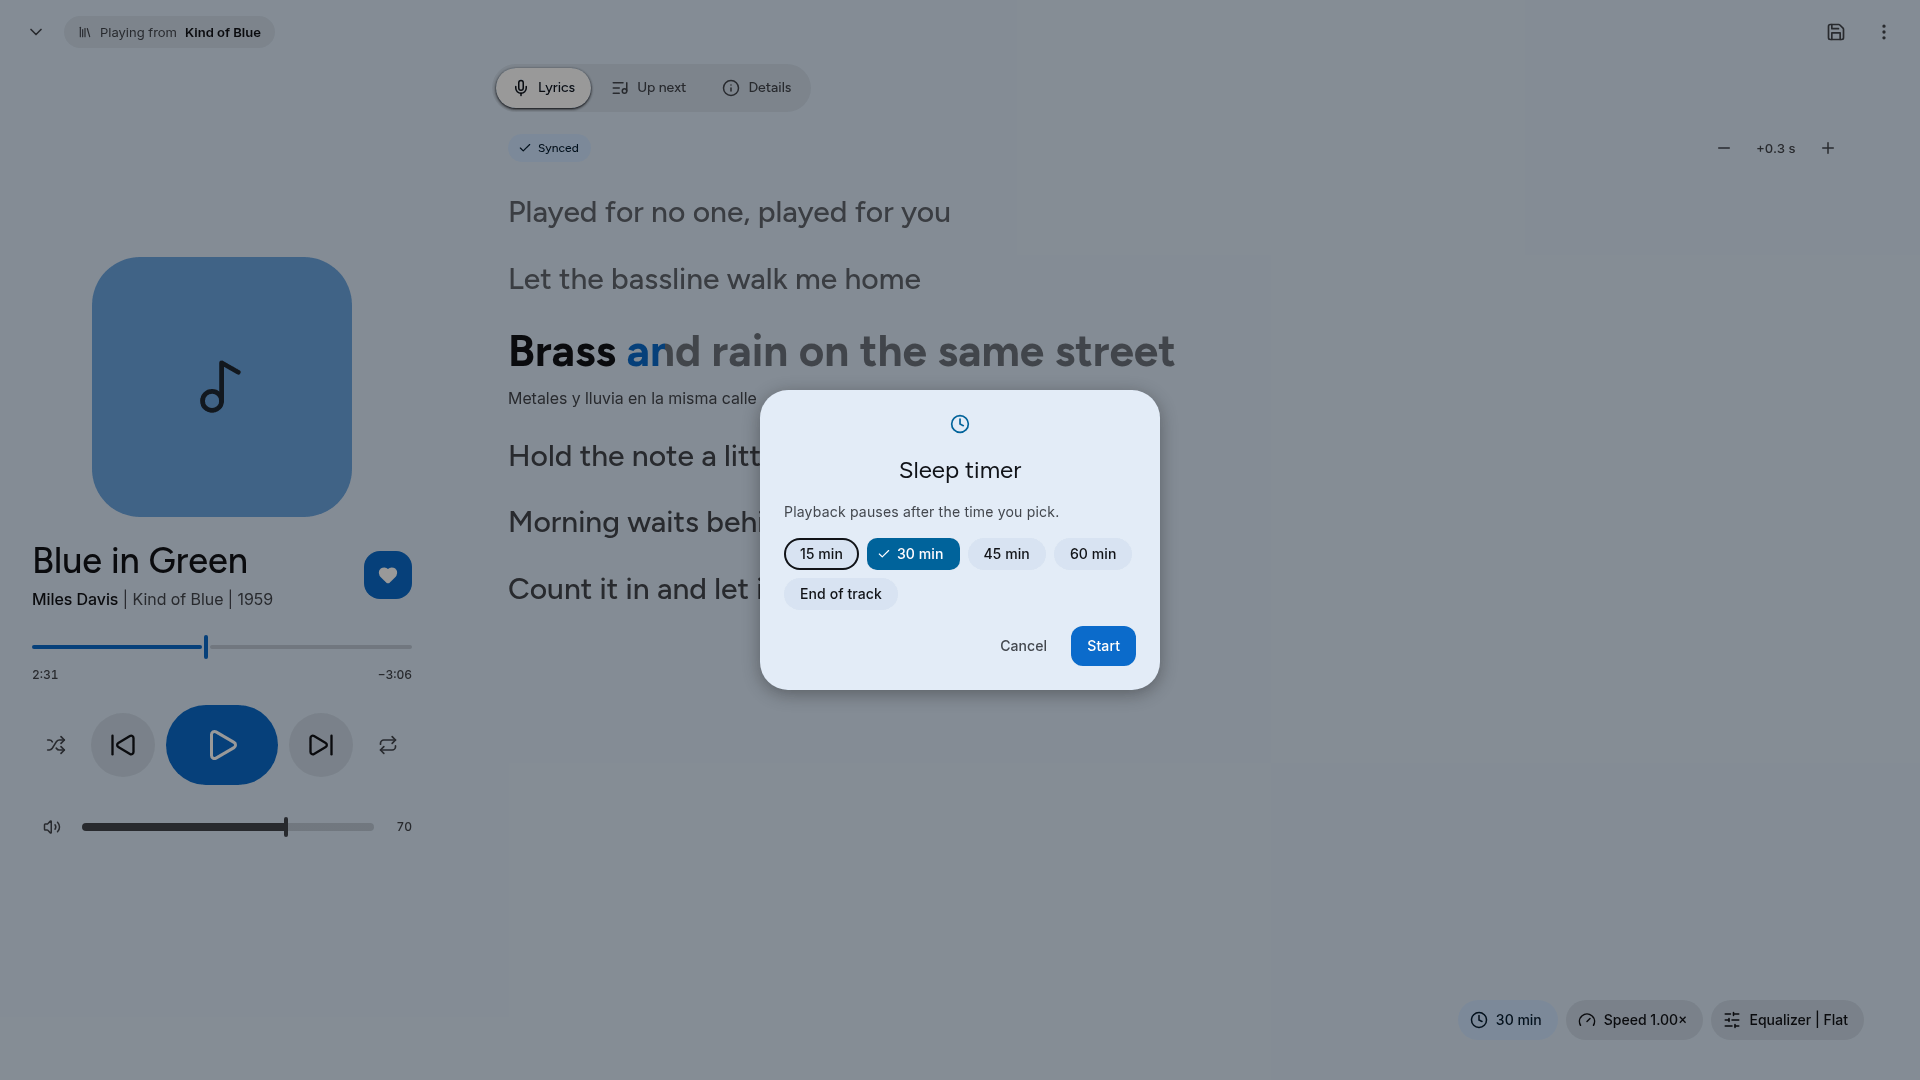 Playing from Kind of Blue
Lyrics
Up next
Details
Synced
+0.3 s
Played for no one, played for you
Let the bassline walk me home
Brass and rain on the same street
Metales y lluvia en la misma calle
Hold the note a litt
Morning waits behi
Count it in and let i
Blue in Green
Miles Davis | Kind of Blue | 1959
2:31
−3:06
70
Sleep timer
Playback pauses after the time you pick.
15 min
30 min
45 min
60 min
End of track
Cancel
Start
30 min
Speed 1.00×
Equalizer | Flat